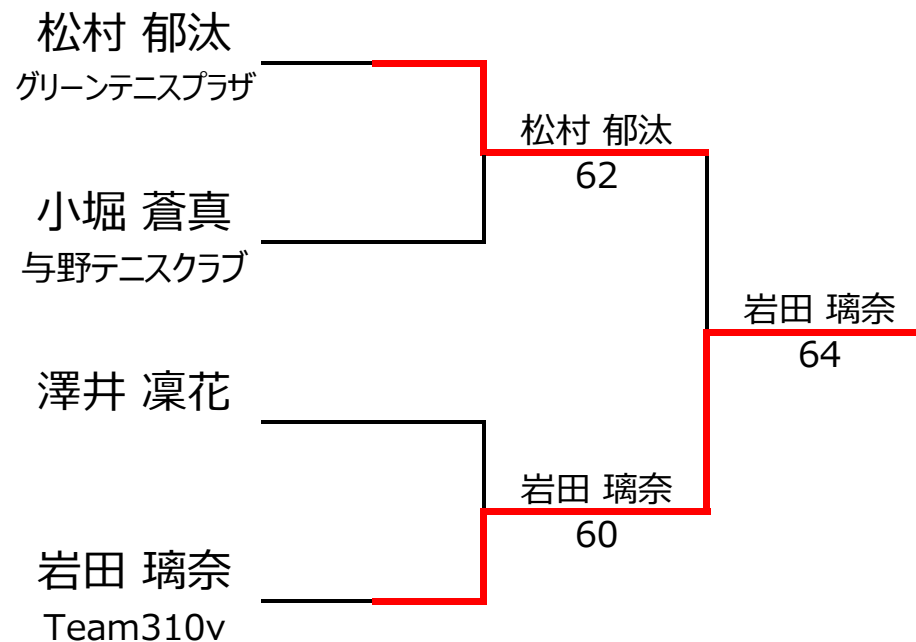 松村 郁汰
グリーンテニスプラザ
松村 郁汰
62
小堀 蒼真
与野テニスクラブ
岩田 璃奈
64
澤井 凜花
岩田 璃奈
60
岩田 璃奈
Team310v